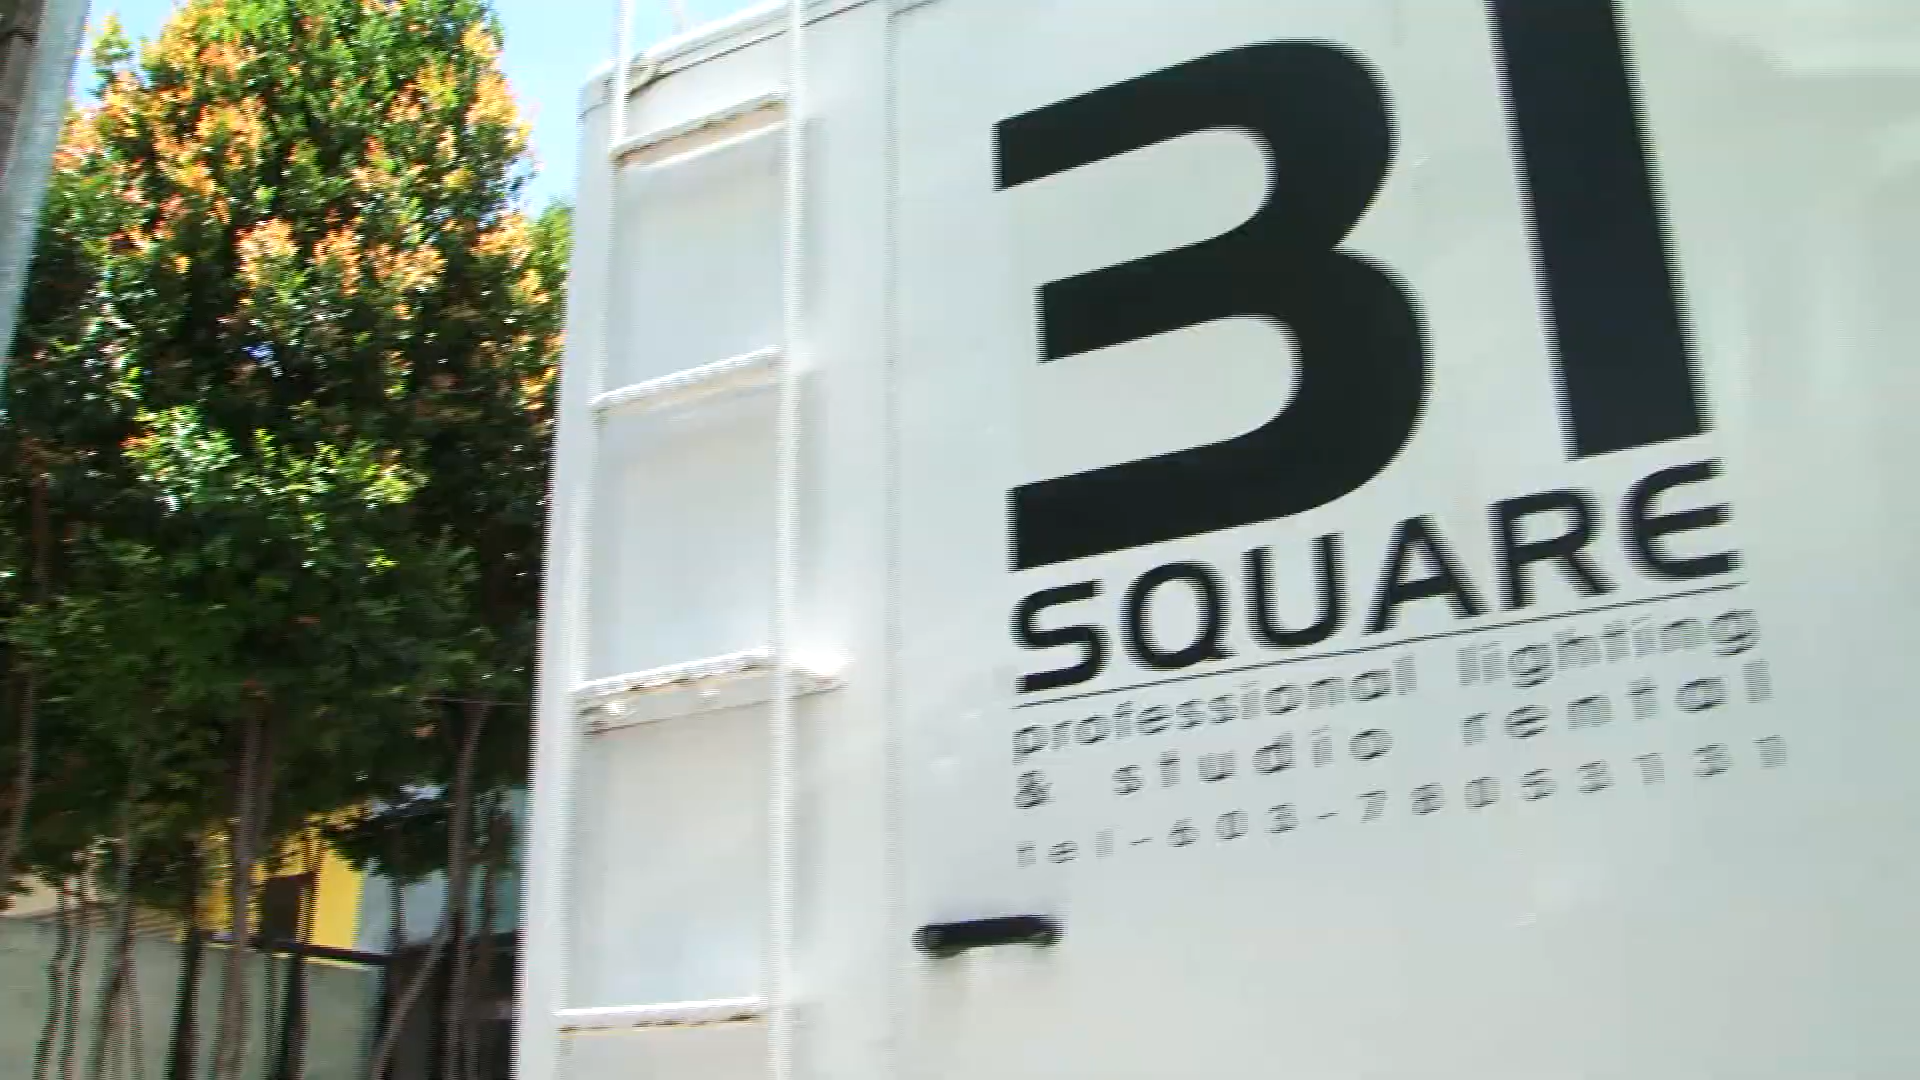 31
SQUARE
professional lighting
& studio rental
Tel-603-78053131